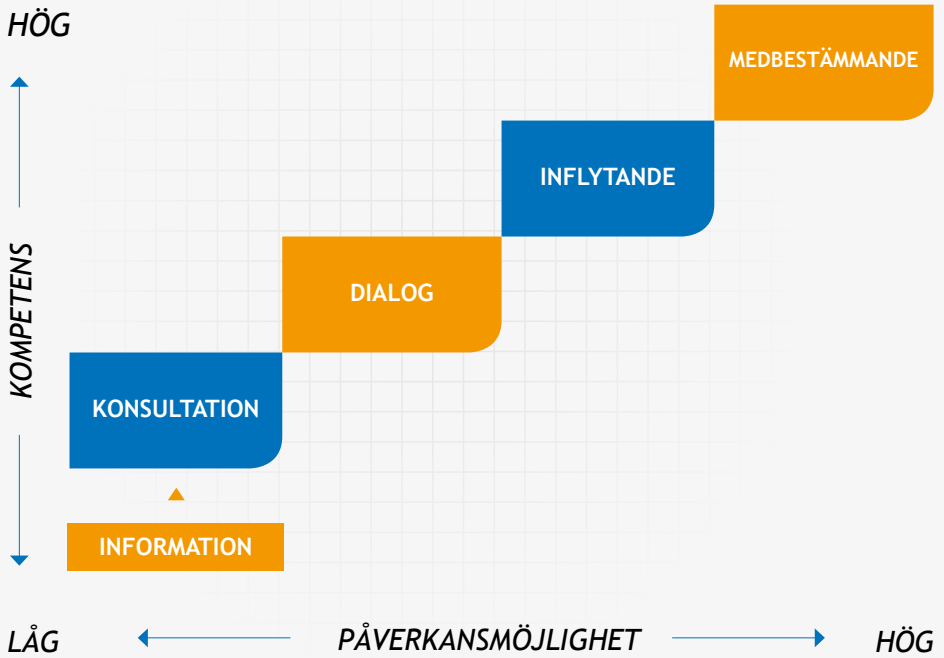 HÖG
MEDBESTÄMMANDE
INFLYTANDE
KOMPETENS
DIALOG
KONSULTATION
INFORMATION
LÅG
PÅVERKANSMÖJLIGHET
HÖG